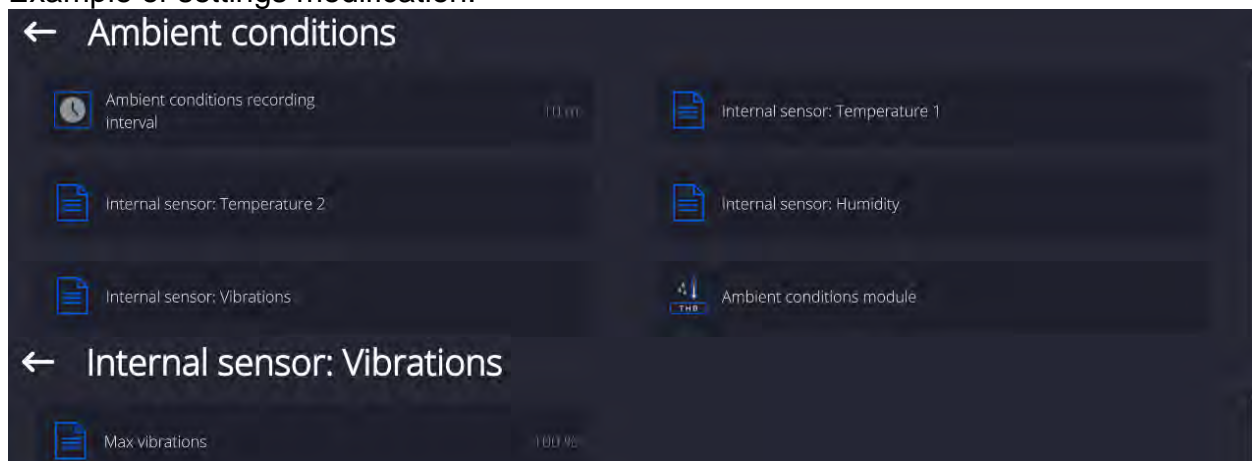 Example of settings modification:
← Ambient conditions
Ambient conditions recording
interval
10 m
Internal sensor: Temperature 1
Internal sensor: Temperature 2
Internal sensor: Humidity
Internal sensor: Vibrations
THB
Ambient conditions module
← Internal sensor: Vibrations
Max vibrations
100 %